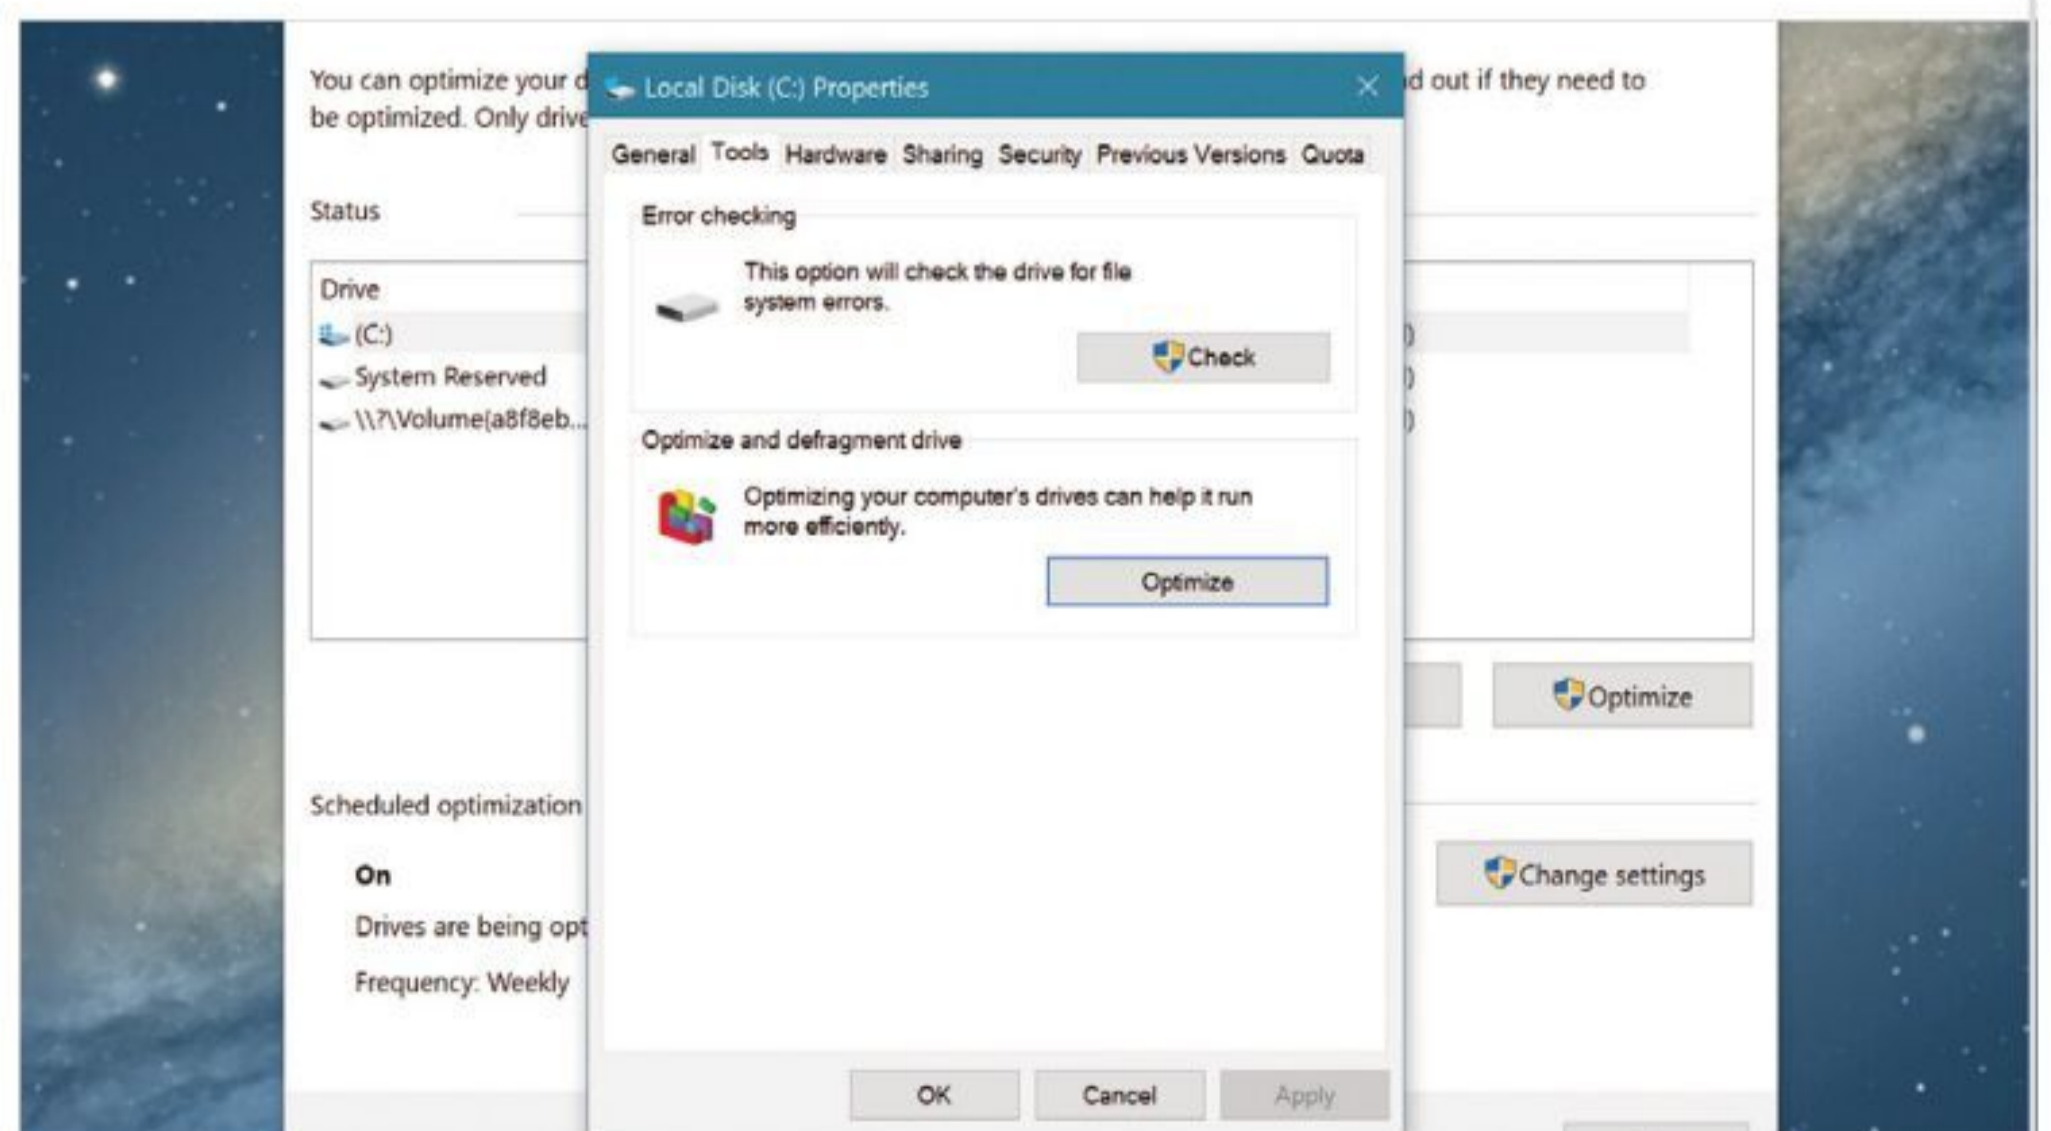 You can optimize your d
d out if they need to
be optimized. Only drive
Status
Drive
(C:)
System Reserved
\\?\Volume{a8f8eb...
Scheduled optimization
On
Drives are being opt
Frequency: Weekly
Local Disk (C:) Properties
General Tools Hardware Sharing Security Previous Versions Quota
Error checking
This option will check the drive for file
system errors.
Check
Optimize and defragment drive
Optimizing your computer's drives can help it run
more efficiently.
Optimize
OK Cancel Apply
)
)
)
Optimize
Change settings